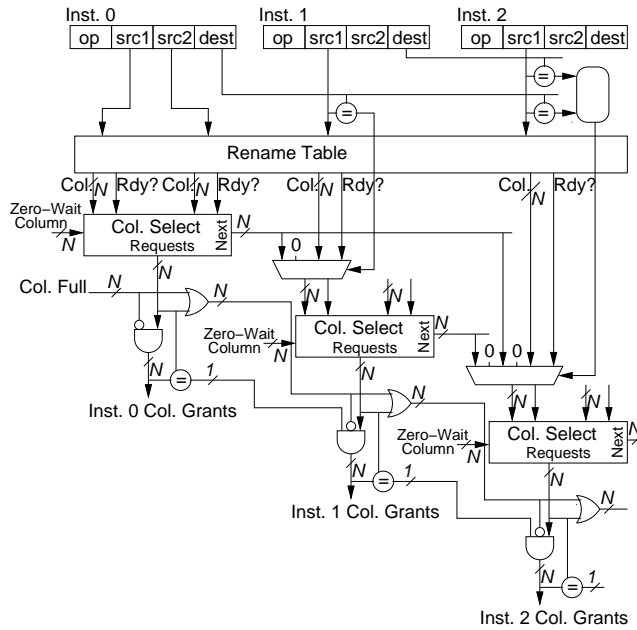 Inst. 0 Inst. 1 Inst. 2
op src1 src2 dest op src1 src2 dest op src1 src2 dest
=
= =
Rename Table
Col. N Rdy? Col. N Rdy? Col. N Rdy? Col. N Rdy?
Zero−Wait
Column
N
Col. Select
Requests
Next
N
0
N
Col. Full N
N
N N
Zero−Wait
Column
N
Col. Select
Requests
Next
N
0 0
N = 1
Inst. 0 Col. Grants
N
N
N N
Zero−Wait
Column
N
Col. Select
Requests
Next
N
N = 1
Inst. 1 Col. Grants
N
N
N = 1
Inst. 2 Col. Grants